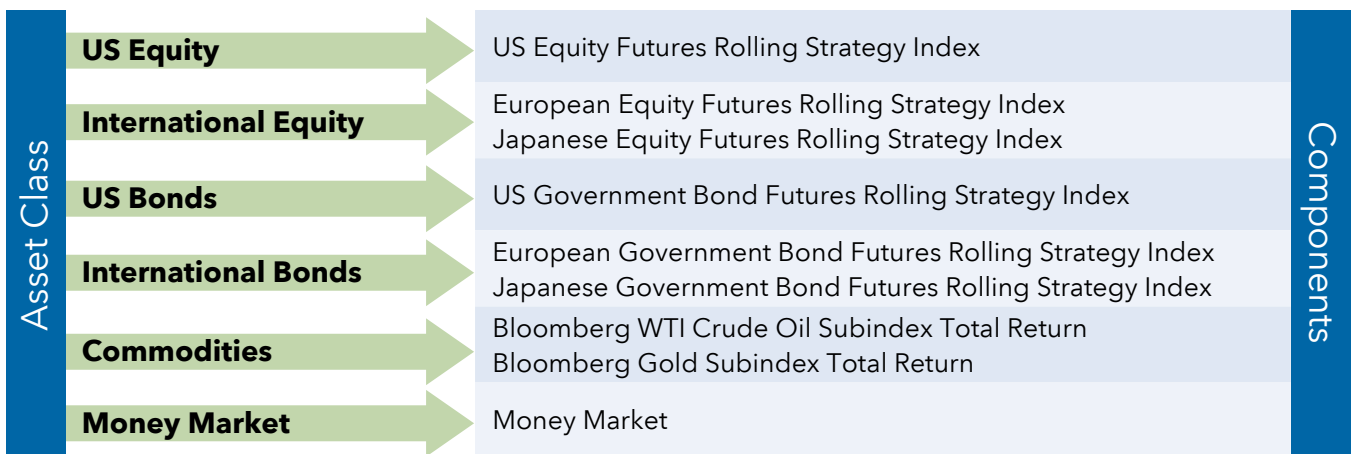 Asset Class
US Equity
US Equity Futures Rolling Strategy Index
International Equity
European Equity Futures Rolling Strategy Index
Japanese Equity Futures Rolling Strategy Index
US Bonds
US Government Bond Futures Rolling Strategy Index
International Bonds
European Government Bond Futures Rolling Strategy Index
Japanese Government Bond Futures Rolling Strategy Index
Commodities
Bloomberg WTI Crude Oil Subindex Total Return
Bloomberg Gold Subindex Total Return
Money Market
Money Market
Components